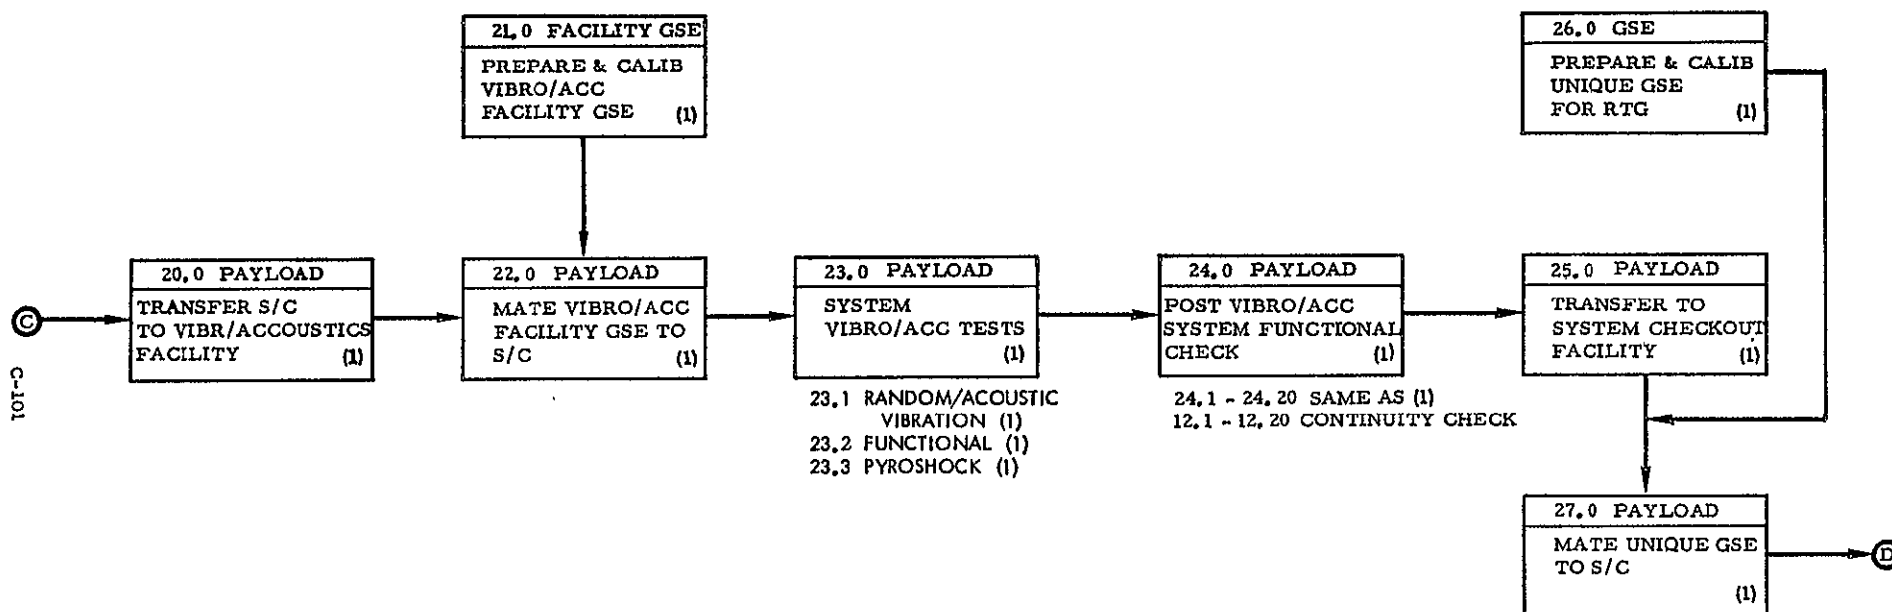 21.0 FACILITY GSE
PREPARE & CALIB
VIBRO/ACC
FACILITY GSE (1)
26.0 GSE
PREPARE & CALIB
UNIQUE GSE
FOR RTG (1)
C
C-101
20.0 PAYLOAD
TRANSFER S/C
TO VIBR/ACCOUSTICS
FACILITY (1)
22.0 PAYLOAD
MATE VIBRO/ACC
FACILITY GSE TO
S/C (1)
23.0 PAYLOAD
SYSTEM
VIBRO/ACC TESTS
(1)
23.1 RANDOM/ACOUSTIC
VIBRATION (1)
23.2 FUNCTIONAL (1)
23.3 PYROSHOCK (1)
24.0 PAYLOAD
POST VIBRO/ACC
SYSTEM FUNCTIONAL
CHECK (1)
24.1 - 24.20 SAME AS (1)
12.1 - 12.20 CONTINUITY CHECK
25.0 PAYLOAD
TRANSFER TO
SYSTEM CHECKOUT
FACILITY (1)
27.0 PAYLOAD
MATE UNIQUE GSE
TO S/C
(1)
D